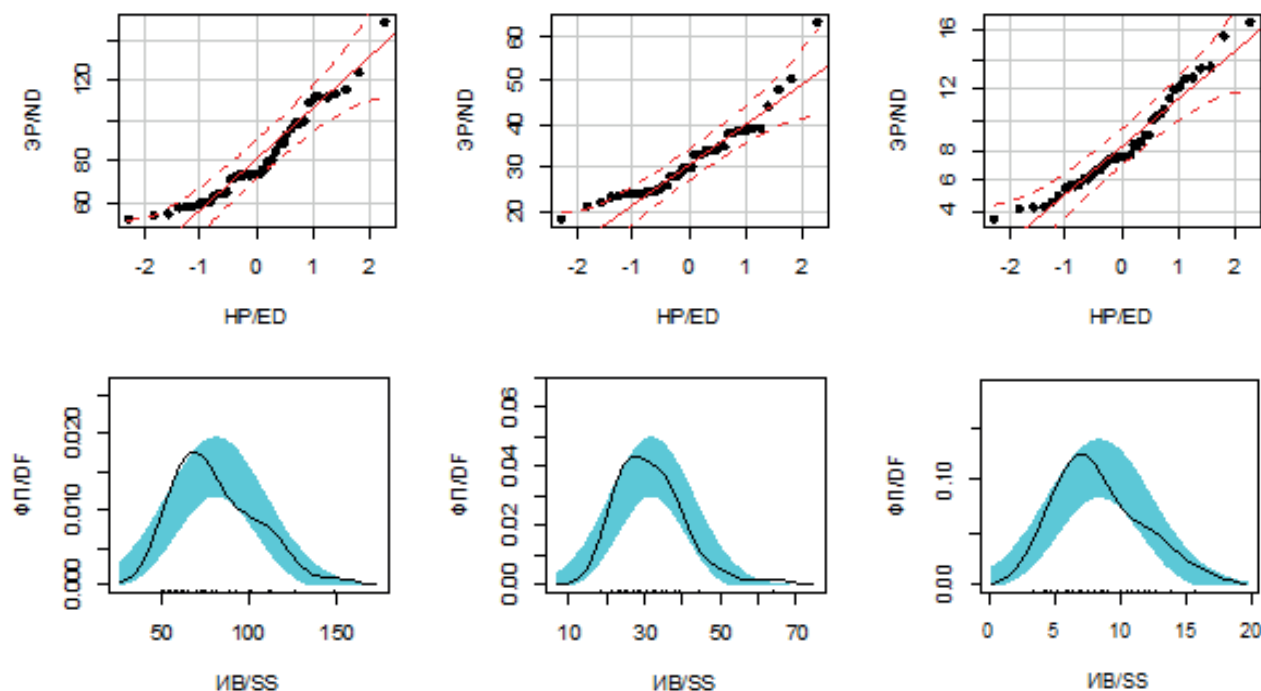 ЭР/ND
60 80 120
-2 -1 0 1 2
НР/ED
ЭР/ND
20 30 40 50 60
-2 -1 0 1 2
НР/ED
ЭР/ND
4 6 8 12 16
-2 -1 0 1 2
НР/ED
ФП/DF
0.000 0.010 0.020
50 100 150
ИВ/SS
ФП/DF
0.00 0.02 0.04 0.06
10 30 50 70
ИВ/SS
ФП/DF
0.00 0.10
0 5 10 15 20
ИВ/SS